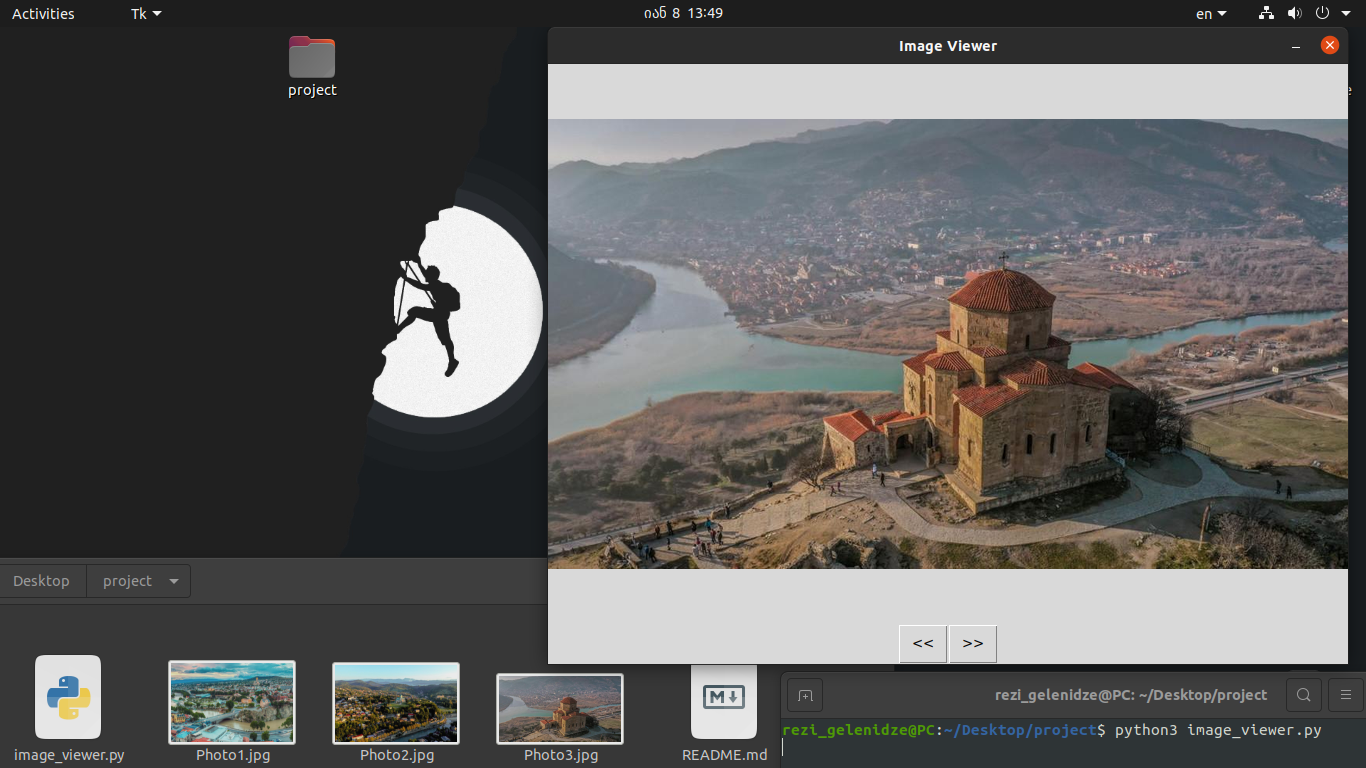 Activities
Tk
იან 8 13:49
en
project
Image Viewer
e
<< >>
Desktop
project
image_viewer.py
Photo1.jpg
Photo2.jpg
Photo3.jpg
M
README.md
rezi_gelenidze@PC: ~/Desktop/project
rezi_gelenidze@PC:~/Desktop/project$ python3 image_viewer.py